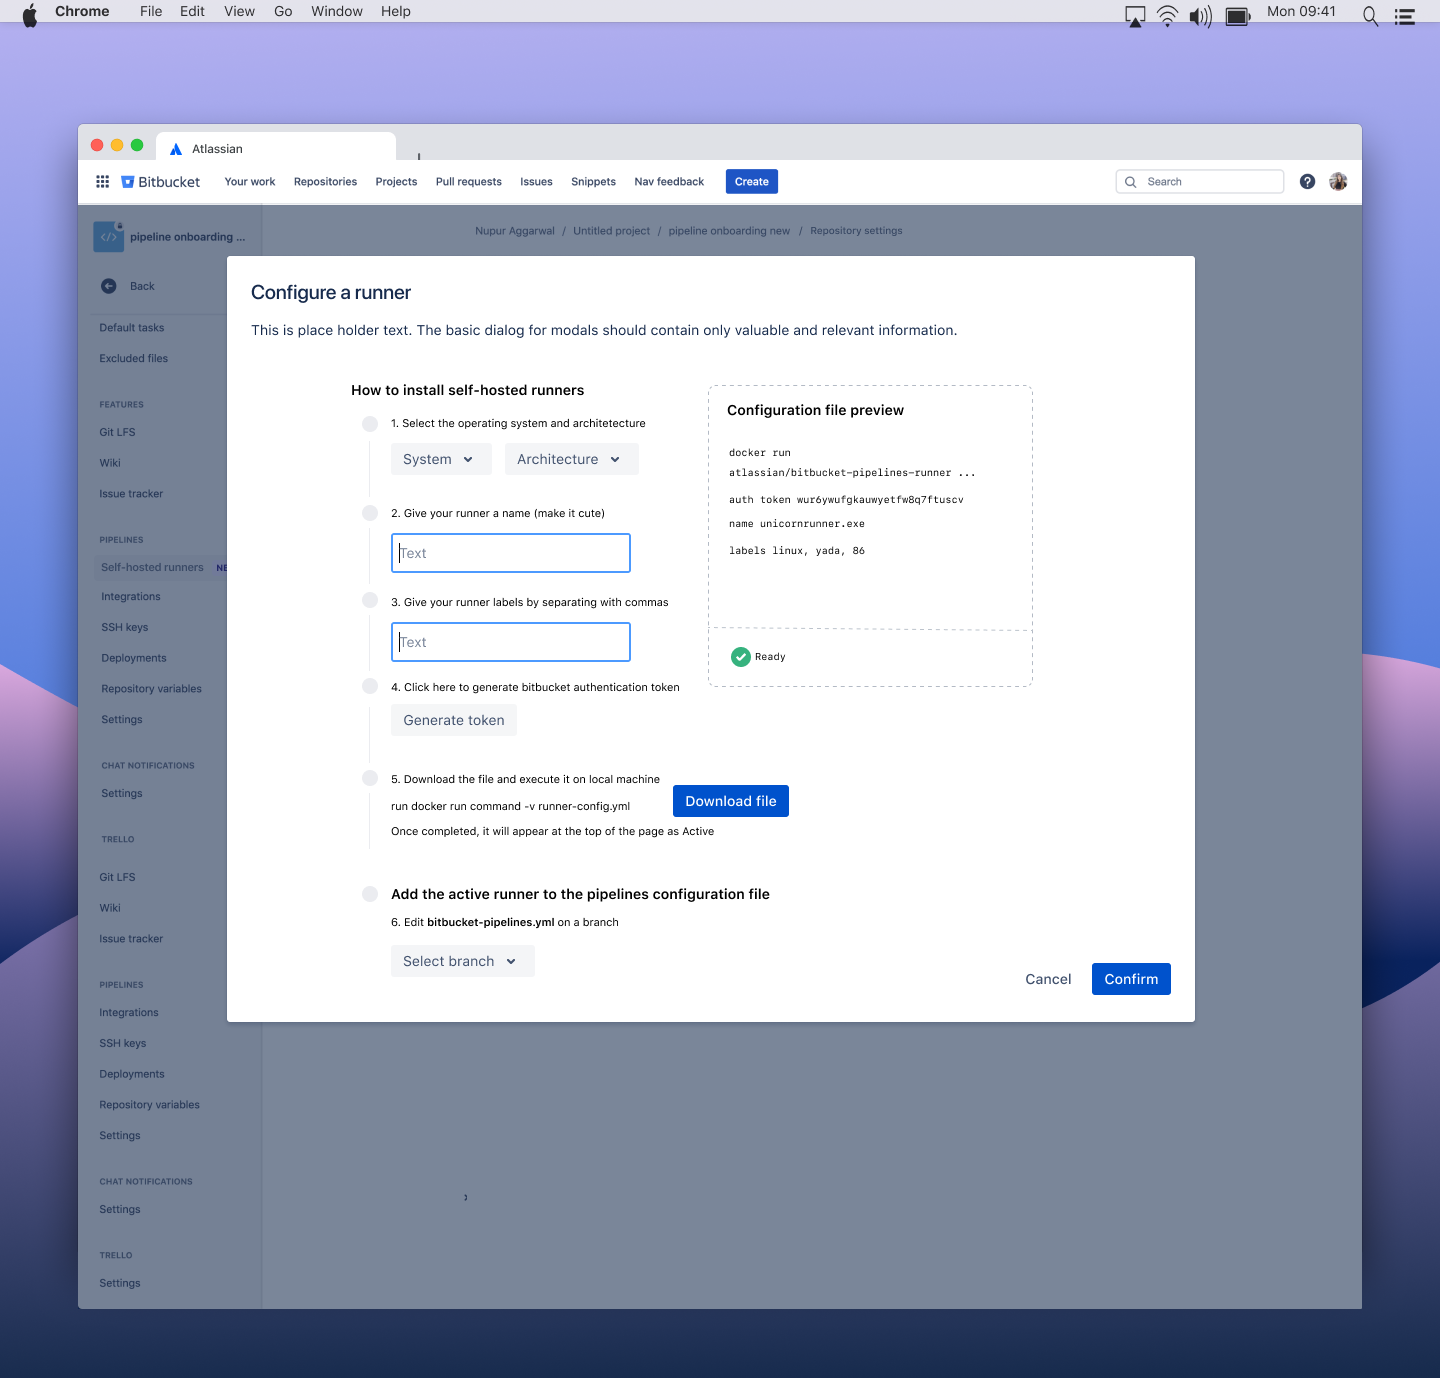 Chrome File Edit View Go Window Help Mon 09:41
Atlassian
Bitbucket Your work Repositories Projects Pull requests Issues Snippets Nav feedback Create Search
pipeline onboarding ...
Nupur Aggarwal / Untitled project / pipeline onboarding new / Repository settings
Back
Default tasks
Excluded files
FEATURES
Git LFS
Wiki
Issue tracker
PIPELINES
Self-hosted runners NE
Integrations
SSH keys
Deployments
Repository variables
Settings
CHAT NOTIFICATIONS
Settings
TRELLO
Git LFS
Wiki
Issue tracker
PIPELINES
Integrations
SSH keys
Deployments
Repository variables
Settings
CHAT NOTIFICATIONS
Settings
TRELLO
Settings
Configure a runner
This is place holder text. The basic dialog for modals should contain only valuable and relevant information.
How to install self-hosted runners
1. Select the operating system and architetecture
System Architecture
2. Give your runner a name (make it cute)
Text
3. Give your runner labels by separating with commas
Text
4. Click here to generate bitbucket authentication token
Generate token
5. Download the file and execute it on local machine
run docker run command -v runner-config.yml
Download file
Once completed, it will appear at the top of the page as Active
Configuration file preview
docker run
atlassian/bitbucket-pipelines-runner ...
auth token wur6ywufgkauwyetfw8q7ftuscv
name unicornrunner.exe
labels linux, yada, 86
Ready
Add the active runner to the pipelines configuration file
6. Edit bitbucket-pipelines.yml on a branch
Select branch
Cancel Confirm